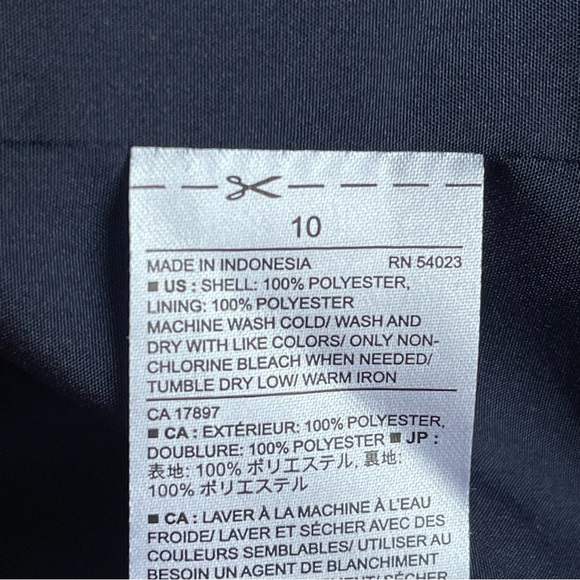 10
MADE IN INDONESIA RN 54023
■ US : SHELL: 100% POLYESTER,
LINING: 100% POLYESTER
MACHINE WASH COLD/ WASH AND
DRY WITH LIKE COLORS/ ONLY NON-
CHLORINE BLEACH WHEN NEEDED/
TUMBLE DRY LOW/ WARM IRON
CA 17897
■ CA : EXTÉRIEUR: 100% POLYESTER,
DOUBLURE: 100% POLYESTER ■ JP :
表地: 100% ポリエステル, 裏地:
100% ポリエステル
■ CA : LAVER À LA MACHINE À L'EAU
FROIDE/ LAVER ET SÉCHER AVEC DES
COULEURS SEMBLABLES/ UTILISER AU
BESOIN UN AGENT DE BLANCHIMENT